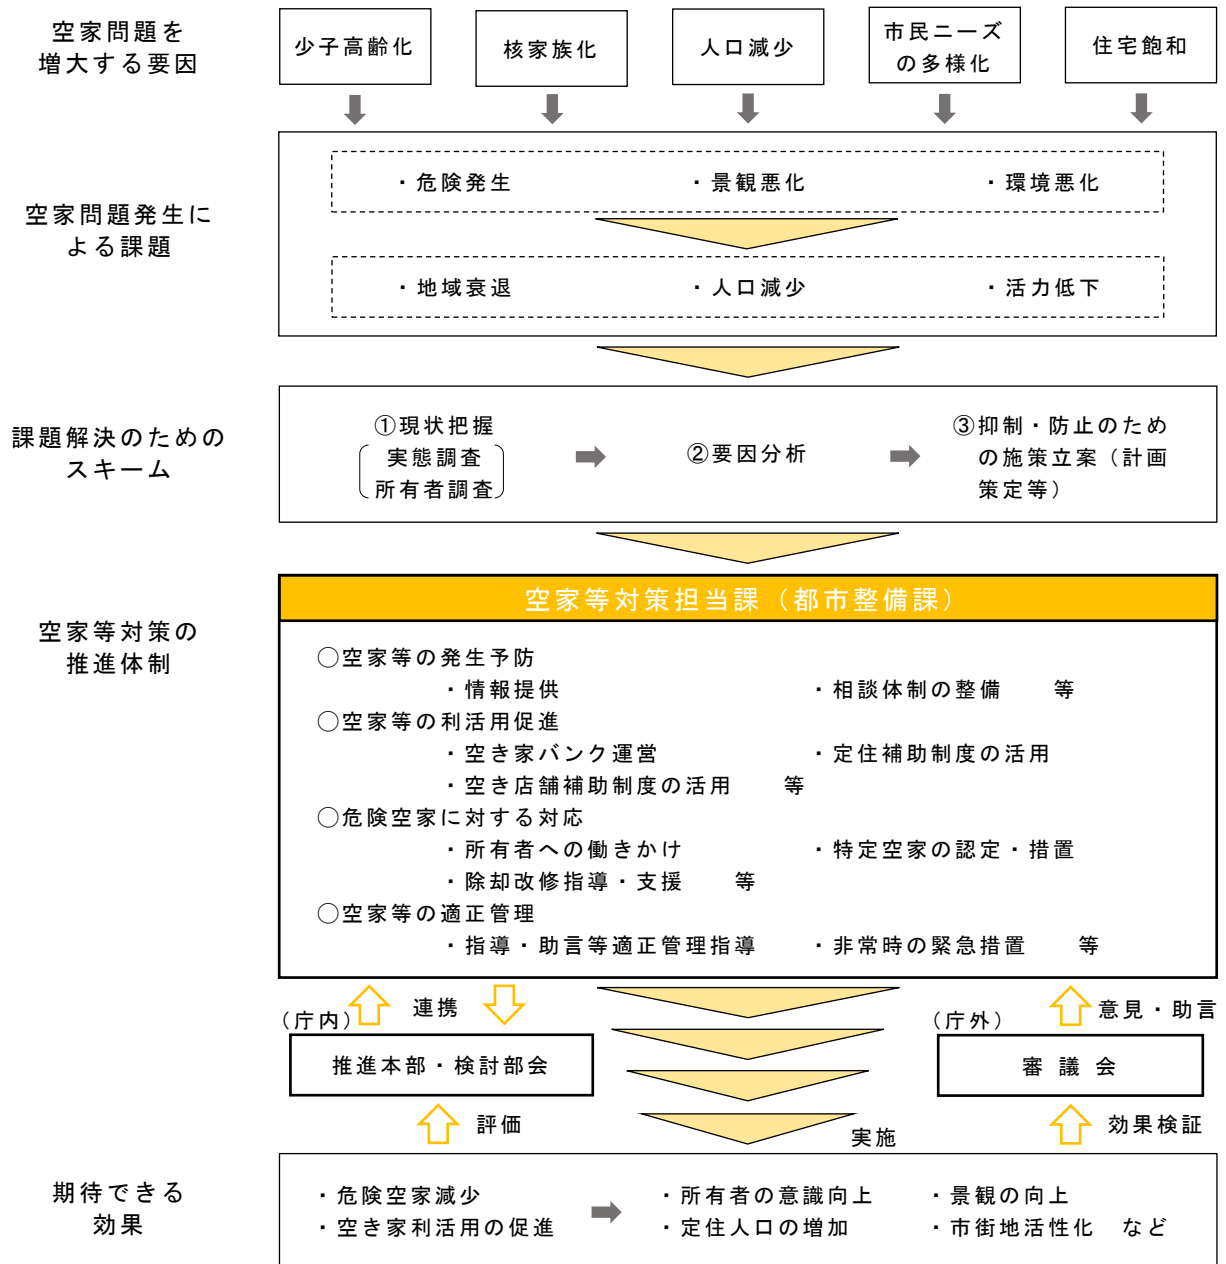 空家問題を
増大する要因
少子高齢化
核家族化
人口減少
市民ニーズ
の多様化
住宅飽和
空家問題発生に
よる課題
・危険発生 ・景観悪化 ・環境悪化
・地域衰退 ・人口減少 ・活力低下
課題解決のための
スキーム
①現状把握
実態調査
所有者調査
②要因分析
③抑制・防止のため
の施策立案（計画
策定等）
空家等対策の
推進体制
空家等対策担当課（都市整備課）
○空家等の発生予防
・情報提供 ・相談体制の整備 等
○空家等の利活用促進
・空き家バンク運営 ・定住補助制度の活用
・空き店舗補助制度の活用 等
○危険空家に対する対応
・所有者への働きかけ ・特定空家の認定・措置
・除却改修指導・支援 等
○空家等の適正管理
・指導・助言等適正管理指導 ・非常時の緊急措置 等
（庁内） 連携
推進本部・検討部会
評価
（庁外） 意見・助言
審議会
効果検証
実施
期待できる
効果
・危険空家減少 ・所有者の意識向上 ・景観の向上
・空き家利活用の促進 ・定住人口の増加 ・市街地活性化 など